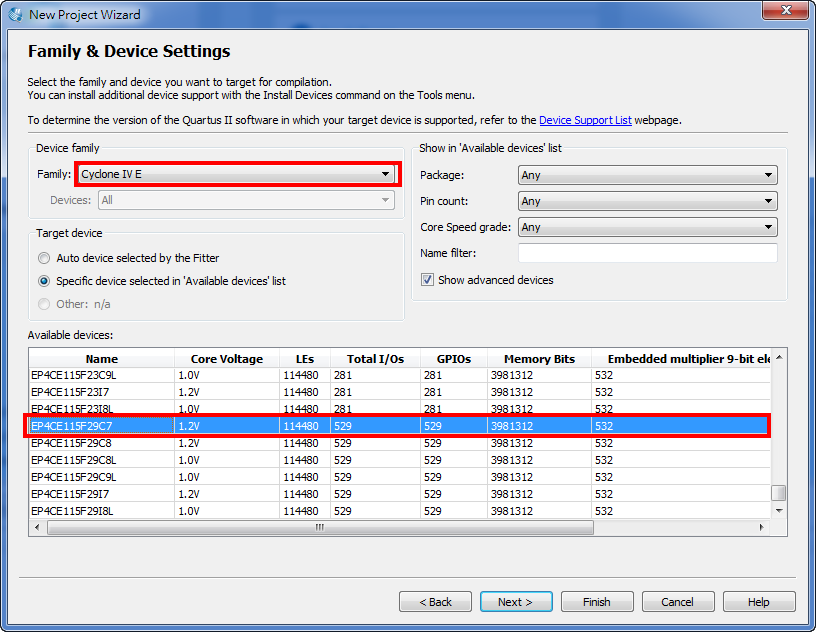 New Project Wizard
Family & Device Settings
Select the family and device you want to target for compilation.
You can install additional device support with the Install Devices command on the Tools menu.
To determine the version of the Quartus II software in which your target device is supported, refer to the Device Support List webpage.
Device family
Family: Cyclone IV E
Devices: All
Target device
Auto device selected by the Fitter
Specific device selected in 'Available devices' list
Other: n/a
Show in 'Available devices' list
Package: Any
Pin count: Any
Core Speed grade: Any
Name filter:
Show advanced devices
Available devices:
Name Core Voltage LEs Total I/Os GPIOs Memory Bits Embedded multiplier 9-bit ele
EP4CE115F23C9L 1.0V 114480 281 281 3981312 532
EP4CE115F23I7 1.2V 114480 281 281 3981312 532
EP4CE115F23I8L 1.0V 114480 281 281 3981312 532
EP4CE115F29C7 1.2V 114480 529 529 3981312 532
EP4CE115F29C8 1.2V 114480 529 529 3981312 532
EP4CE115F29C8L 1.0V 114480 529 529 3981312 532
EP4CE115F29C9L 1.0V 114480 529 529 3981312 532
EP4CE115F29I7 1.2V 114480 529 529 3981312 532
EP4CE115F29I8L 1.0V 114480 529 529 3981312 532
< Back Next > Finish Cancel Help